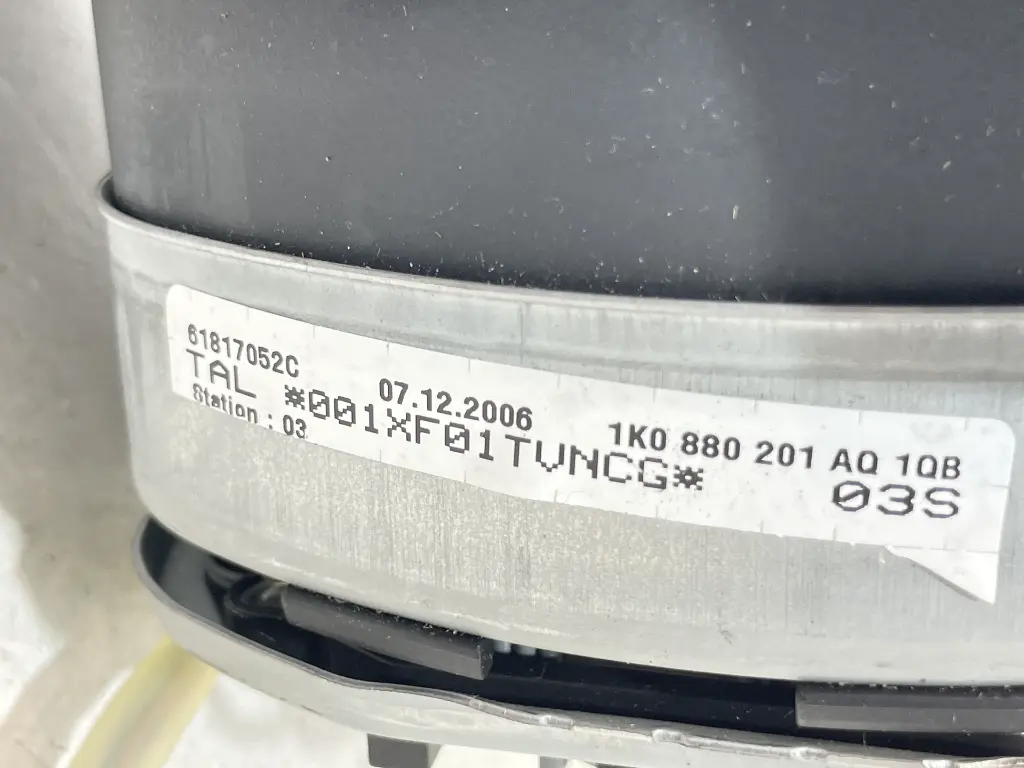 61817052C 07.12.2006 1K0 880 201 AQ 1QB
TAL *001XF01TVNCG* 03S
Station : 03